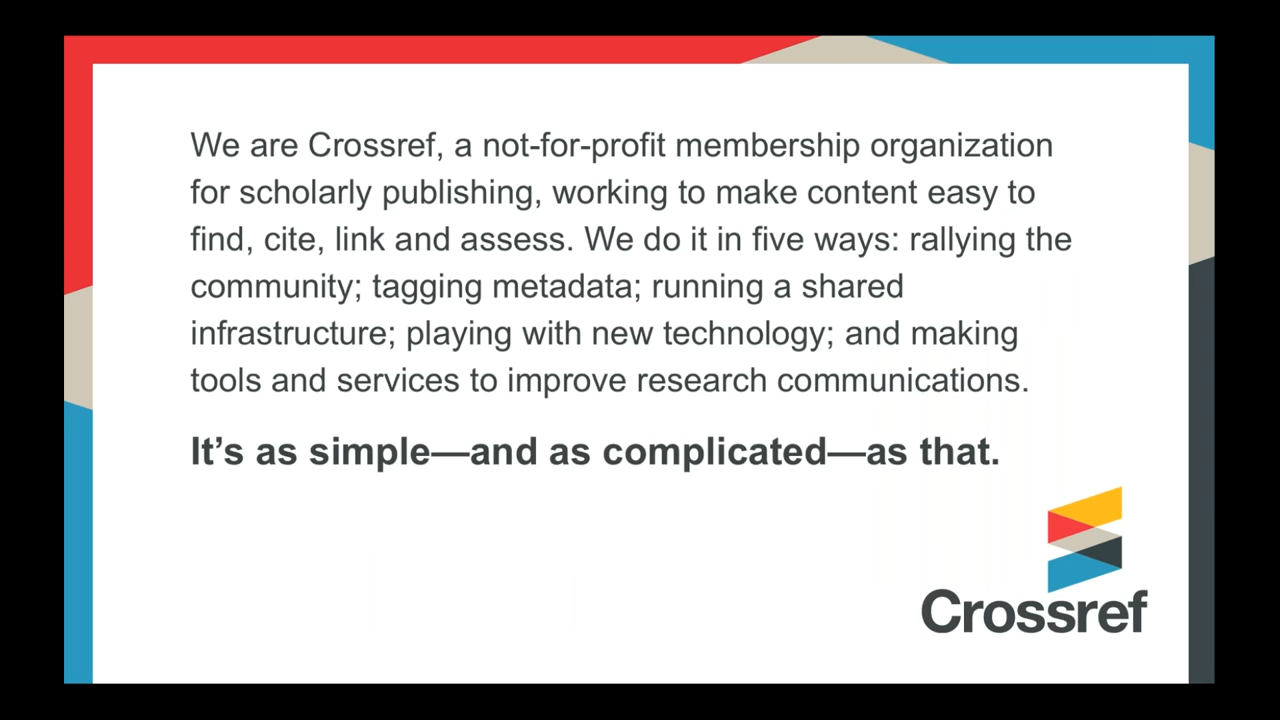 We are Crossref, a not-for-profit membership organization
for scholarly publishing, working to make content easy to
find, cite, link and assess. We do it in five ways: rallying the
community; tagging metadata; running a shared
infrastructure; playing with new technology; and making
tools and services to improve research communications.
It’s as simple—and as complicated—as that.
Crossref